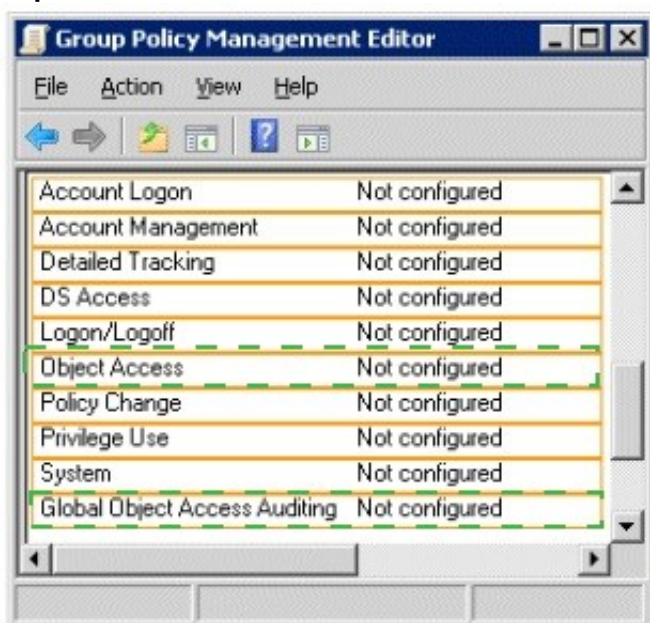 Group Policy Management Editor
File Action View Help
Account Logon Not configured
Account Management Not configured
Detailed Tracking Not configured
DS Access Not configured
Logon/Logoff Not configured
Object Access Not configured
Policy Change Not configured
Privilege Use Not configured
System Not configured
Global Object Access Auditing Not configured